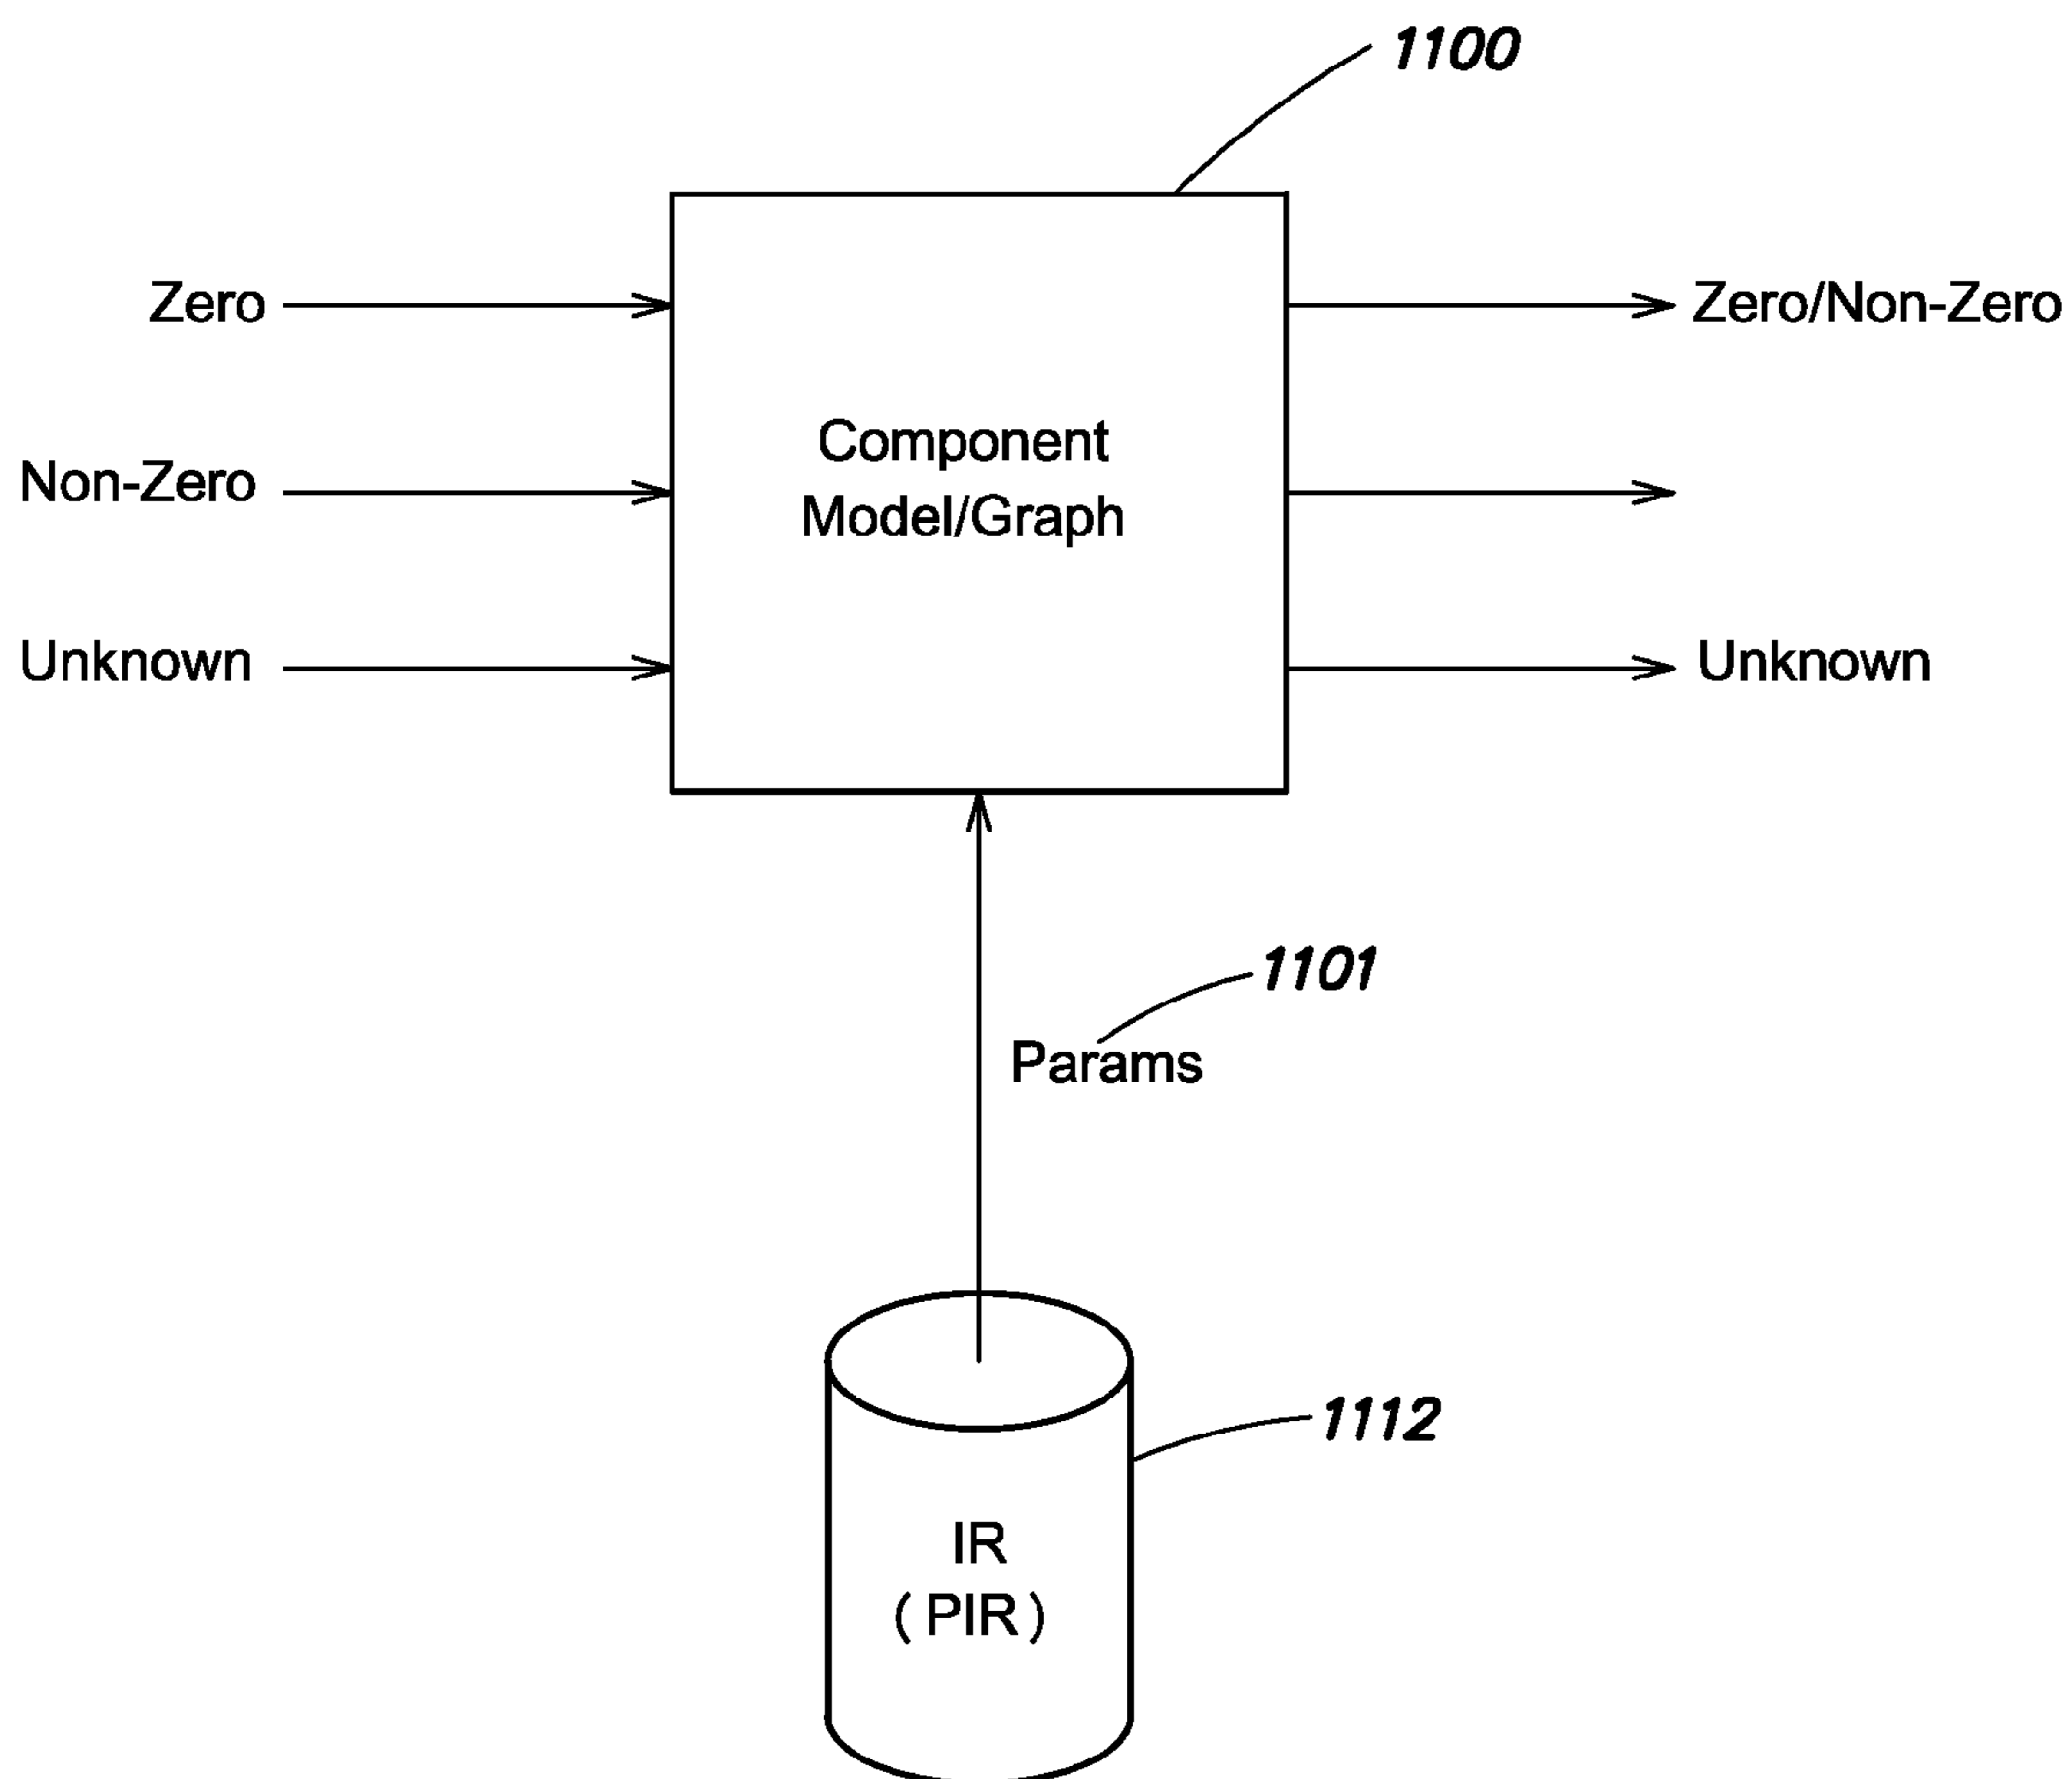 1100
Zero
Zero/Non-Zero
Component
Model/Graph
Non-Zero
Unknown
Unknown
1101
Params
1112
IR
(PIR)